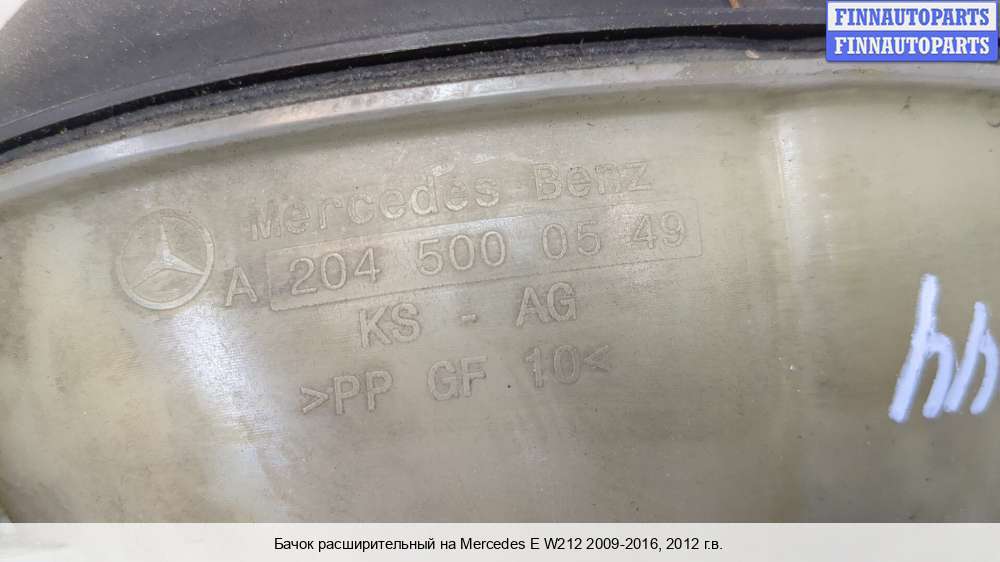 FINNAUTOPARTS
FINNAUTOPARTS
Mercedes Benz
A 204 500 05 49
KS - AG
>PP GF 10<
44
Бачок расширительный на Mercedes E W212 2009-2016, 2012 г.в.